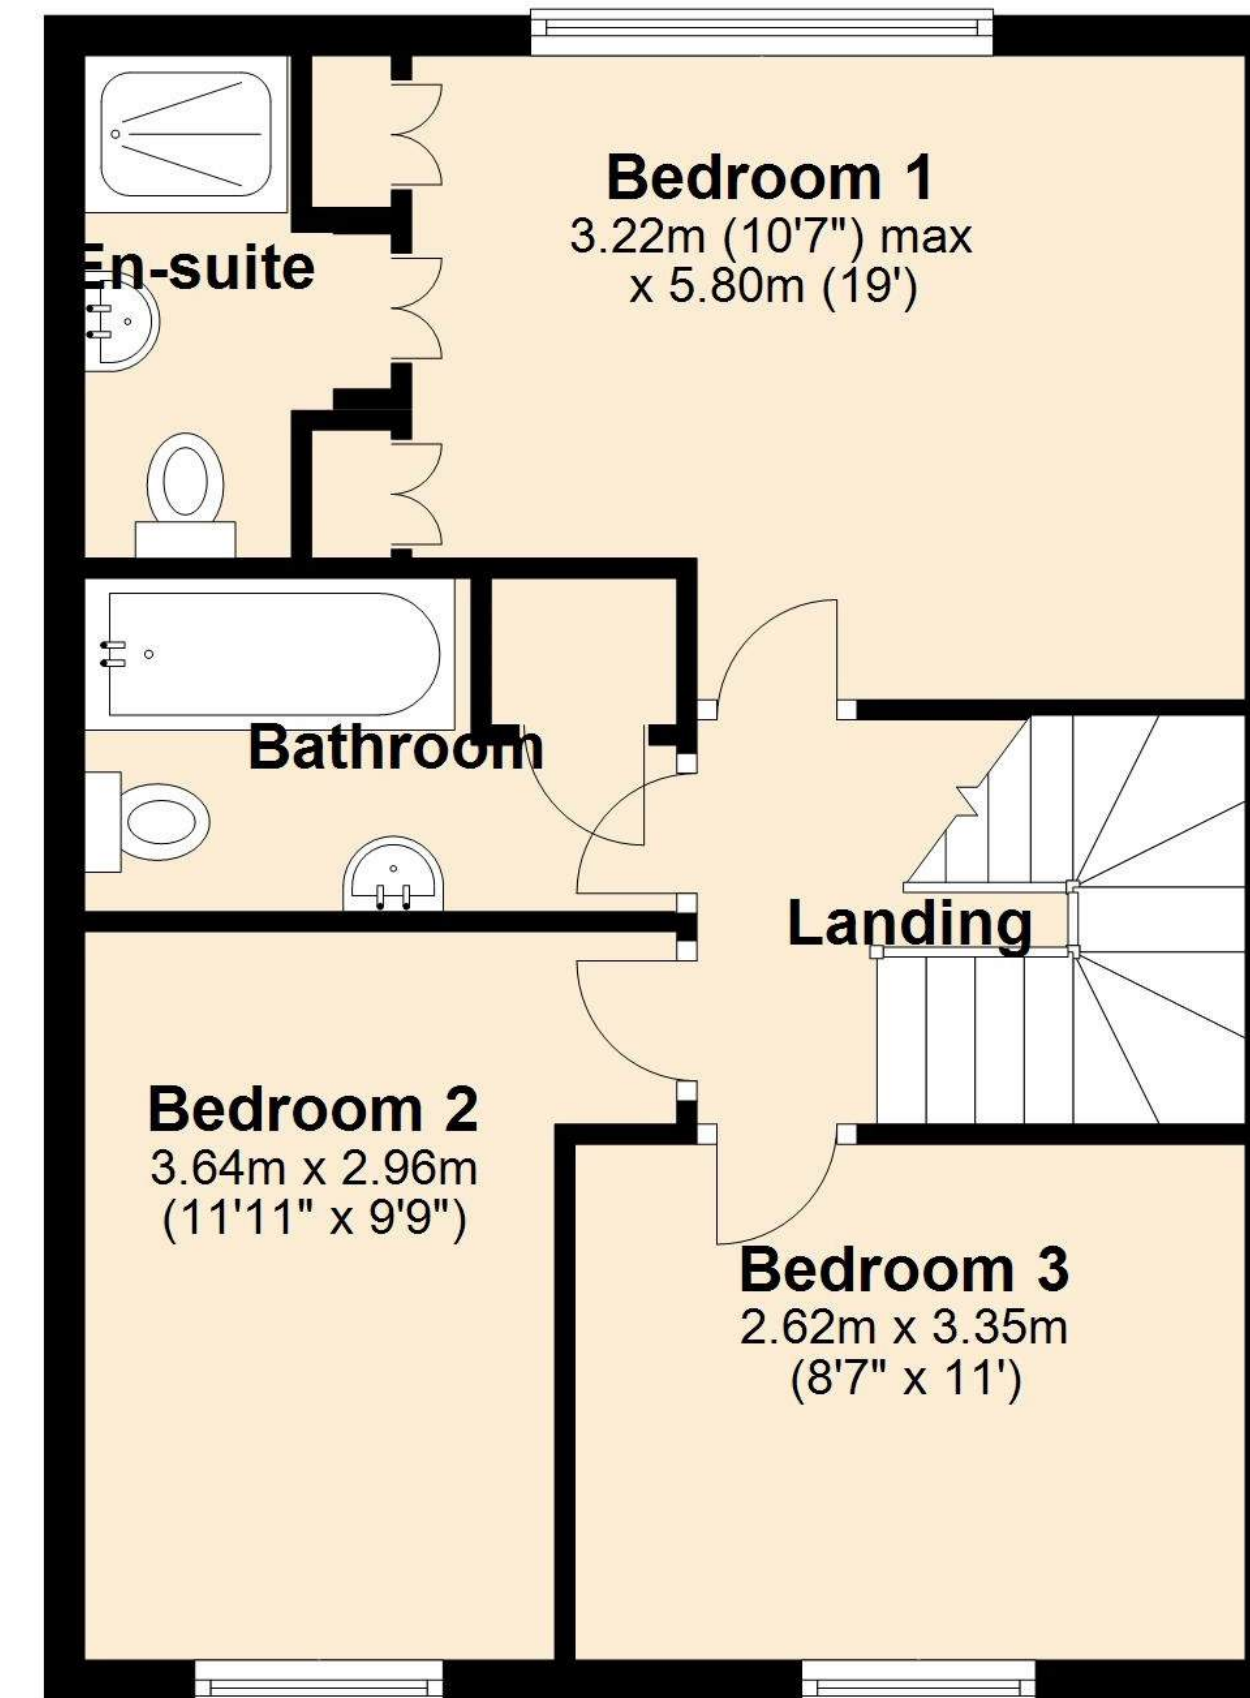 Bedroom 1
3.22m (10'7") max
x 5.80m (19')
En-suite
Bathroom
Landing
Bedroom 2
3.64m x 2.96m
(11'11" x 9'9")
Bedroom 3
2.62m x 3.35m
(8'7" x 11')